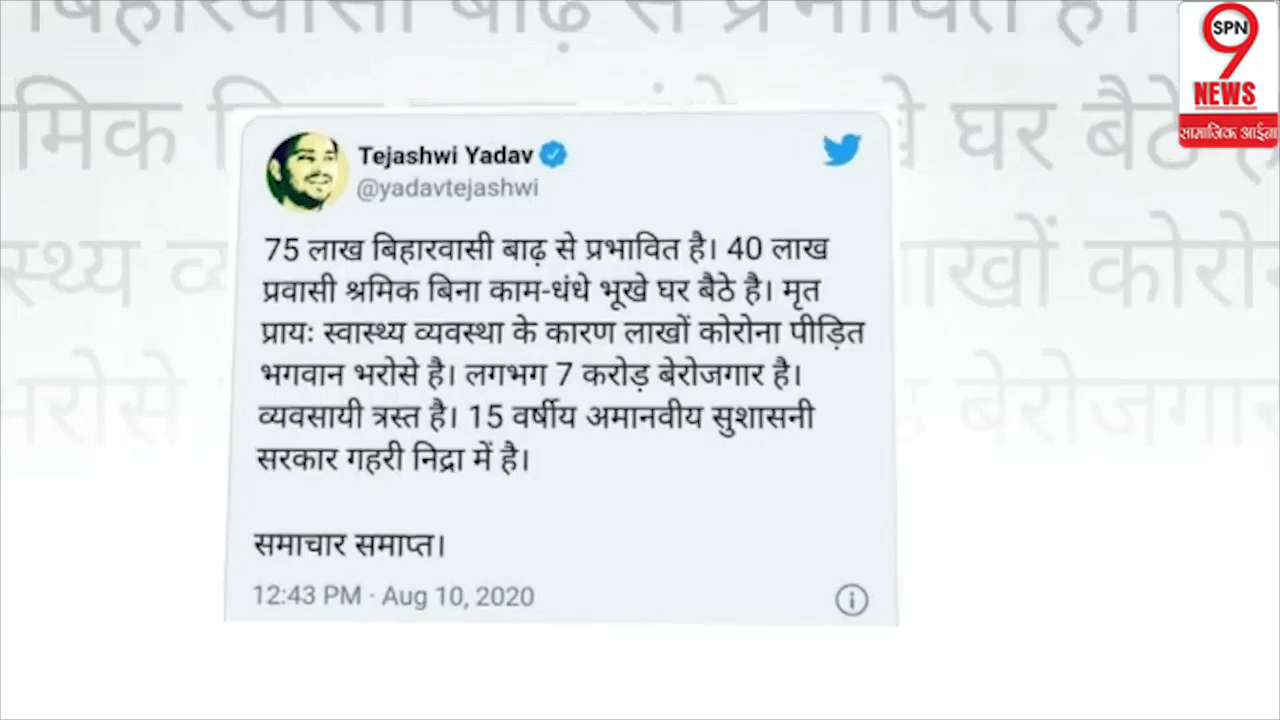 बिहारवासी बाढ़ से प्रभावित है।
SPN
9
NEWS
सामाजिक आईना
Tejashwi Yadav
@yadavtejashwi
75 लाख बिहारवासी बाढ़ से प्रभावित है। 40 लाख
प्रवासी श्रमिक बिना काम-धंधे भूखे घर बैठे है। मृत
प्रायः स्वास्थ्य व्यवस्था के कारण लाखों कोरोना पीड़ित
भगवान भरोसे है। लगभग 7 करोड़ बेरोजगार है।
व्यवसायी त्रस्त है। 15 वर्षीय अमानवीय सुशासनी
सरकार गहरी निद्रा में है।
समाचार समाप्त।
12:43 PM · Aug 10, 2020